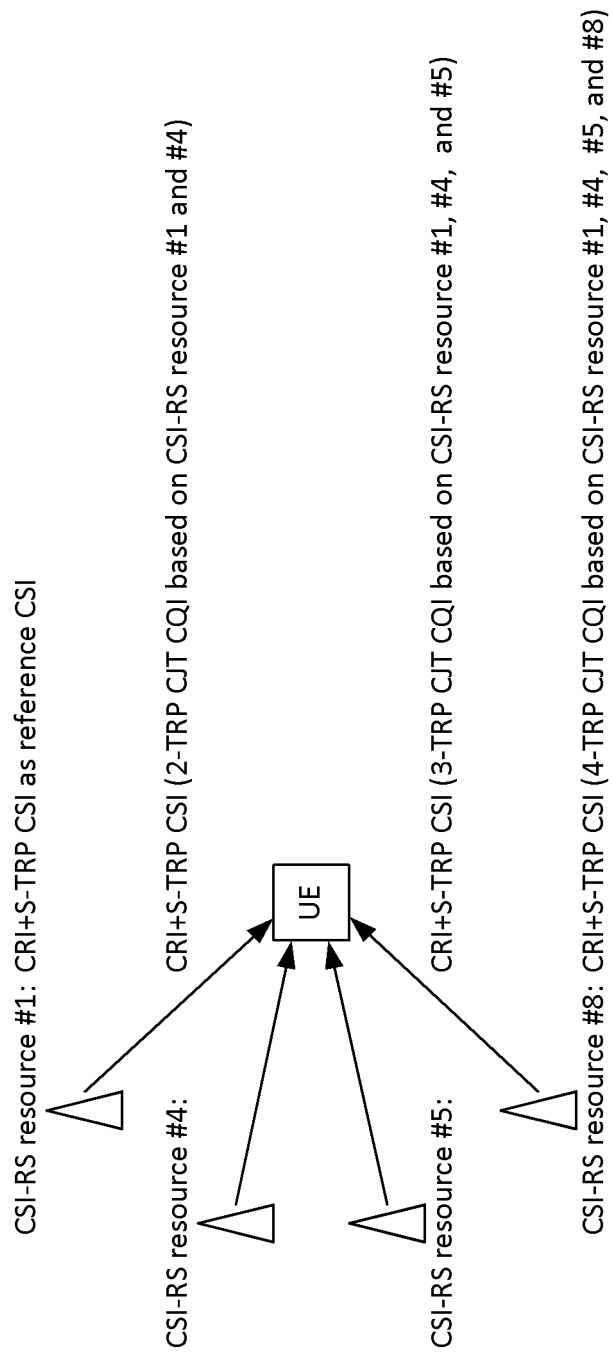 CSI-RS resource #1: CRI+S-TRP CSI as reference CSI
CSI-RS resource #4: CRI+S-TRP CSI (2-TRP CJT CQI based on CSI-RS resource #1 and #4)
UE
CSI-RS resource #5: CRI+S-TRP CSI (3-TRP CJT CQI based on CSI-RS resource #1, #4, and #5)
CSI-RS resource #8: CRI+S-TRP CSI (4-TRP CJT CQI based on CSI-RS resource #1, #4, #5, and #8)